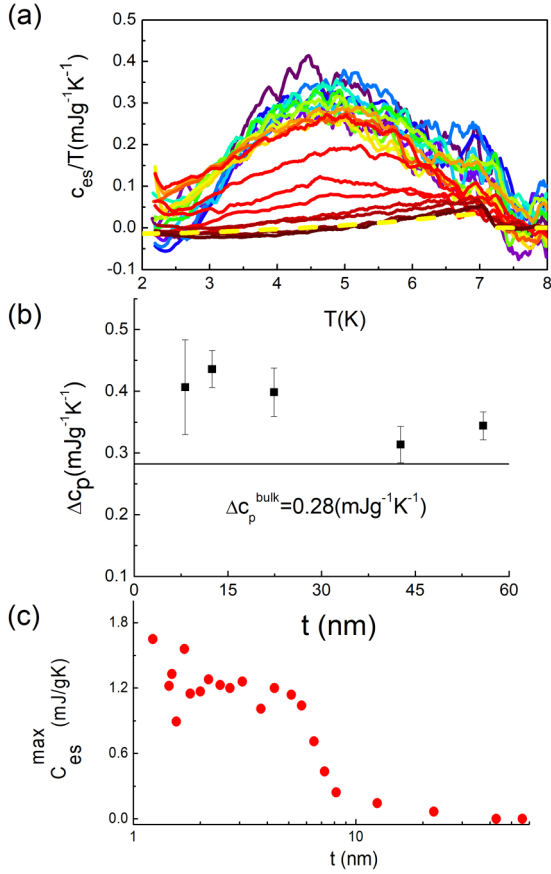 (a)
c_es/T(mJg⁻¹K⁻¹)
0.5
0.4
0.3
0.2
0.1
0.0
-0.1
2 3 4 5 6 7 8
T(K)
(b)
Δc_p(mJg⁻¹K⁻¹)
0.5
0.4
0.3
0.2
0.1
Δc_p^bulk=0.28(mJg⁻¹K⁻¹)
0 15 30 45 60
t (nm)
(c)
C_es^max (mJ/gK)
1.8
1.2
0.6
0.0
1 10
t (nm)